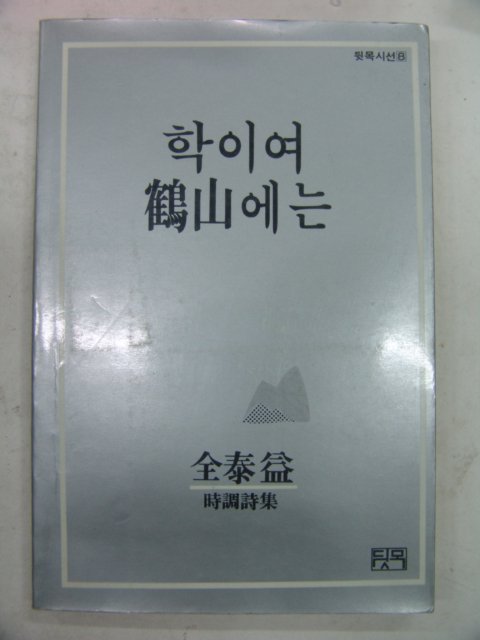 뒷목시선⑧
학이여
鶴山에는
全泰益
時調詩集
뒷목